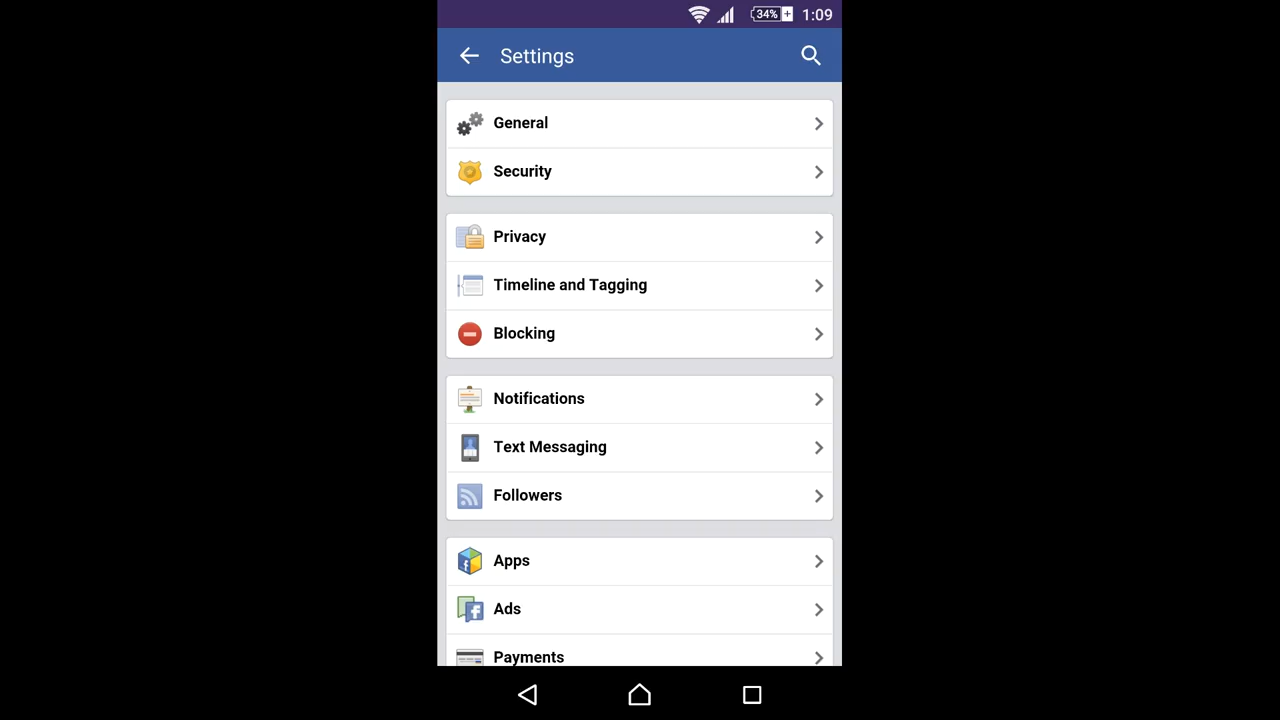 34% 1:09
Settings
General
Security
Privacy
Timeline and Tagging
Blocking
Notifications
Text Messaging
Followers
Apps
Ads
Payments